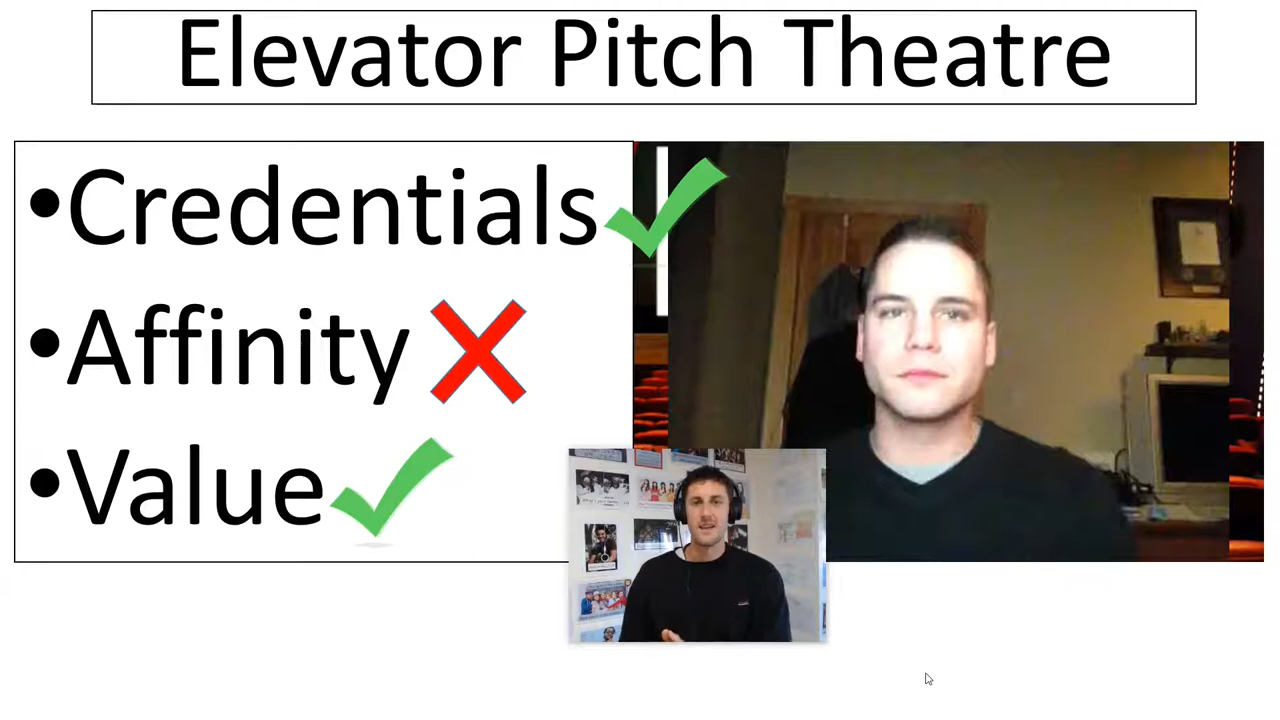 Elevator Pitch Theatre
•Credentials
•Affinity
•Value